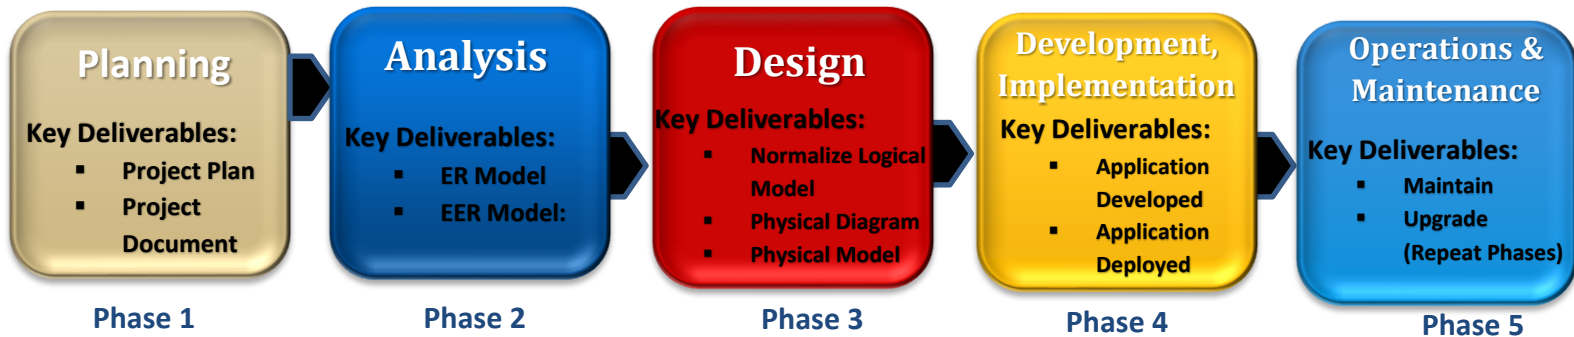 Planning
Key Deliverables:
▪ Project Plan
▪ Project
Document
Phase 1
Analysis
Key Deliverables:
▪ ER Model
▪ EER Model:
Phase 2
Design
Key Deliverables:
▪ Normalize Logical
Model
▪ Physical Diagram
▪ Physical Model
Phase 3
Development,
Implementation
Key Deliverables:
▪ Application
Developed
▪ Application
Deployed
Phase 4
Operations &
Maintenance
Key Deliverables:
▪ Maintain
▪ Upgrade
(Repeat Phases)
Phase 5